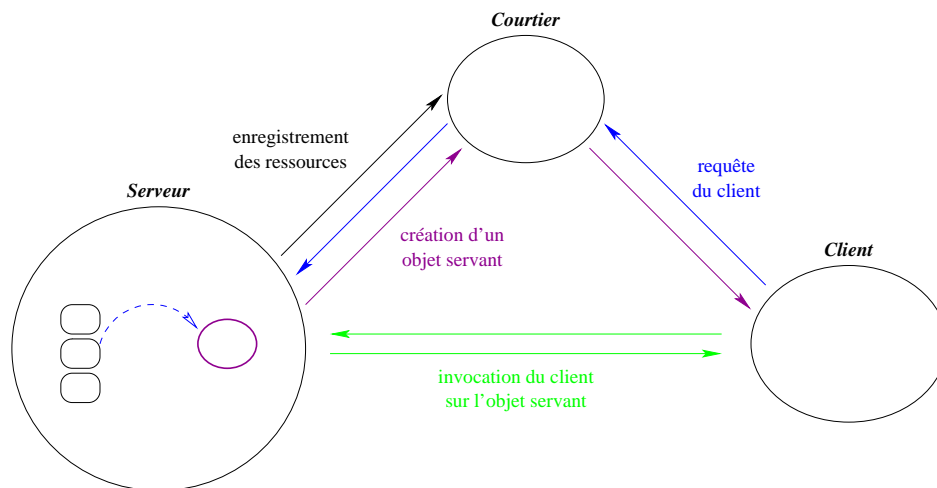 Courtier
enregistrement
des ressources
requête
du client
Serveur
création d'un
objet servant
Client
invocation du client
sur l'objet servant